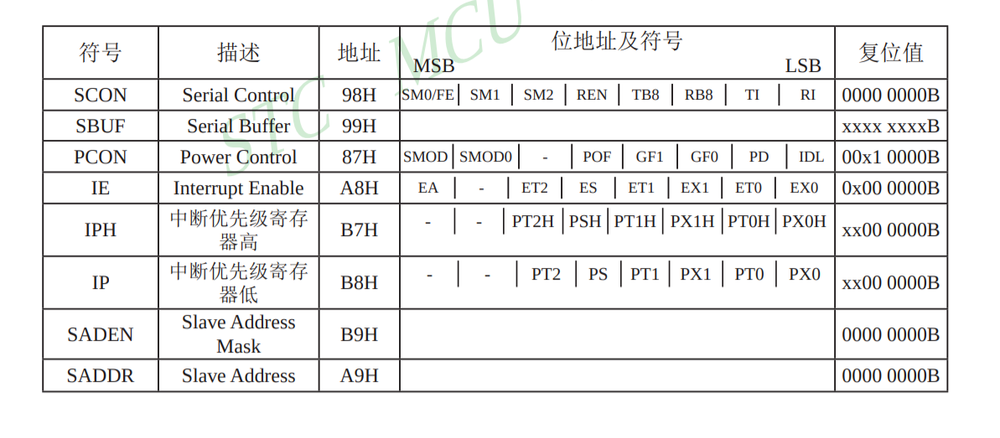 STC MCU
符号 描述 地址 位地址及符号 复位值
MSB LSB
SCON Serial Control 98H SM0/FE SM1 SM2 REN TB8 RB8 TI RI 0000 0000B
SBUF Serial Buffer 99H xxxx xxxxB
PCON Power Control 87H SMOD SMOD0 - POF GF1 GF0 PD IDL 00x1 0000B
IE Interrupt Enable A8H EA - ET2 ES ET1 EX1 ET0 EX0 0x00 0000B
IPH 中断优先级寄存 B7H - - PT2H PSH PT1H PX1H PT0H PX0H xx00 0000B
器高
IP 中断优先级寄存 B8H - - PT2 PS PT1 PX1 PT0 PX0 xx00 0000B
器低
SADEN Slave Address B9H 0000 0000B
Mask
SADDR Slave Address A9H 0000 0000B